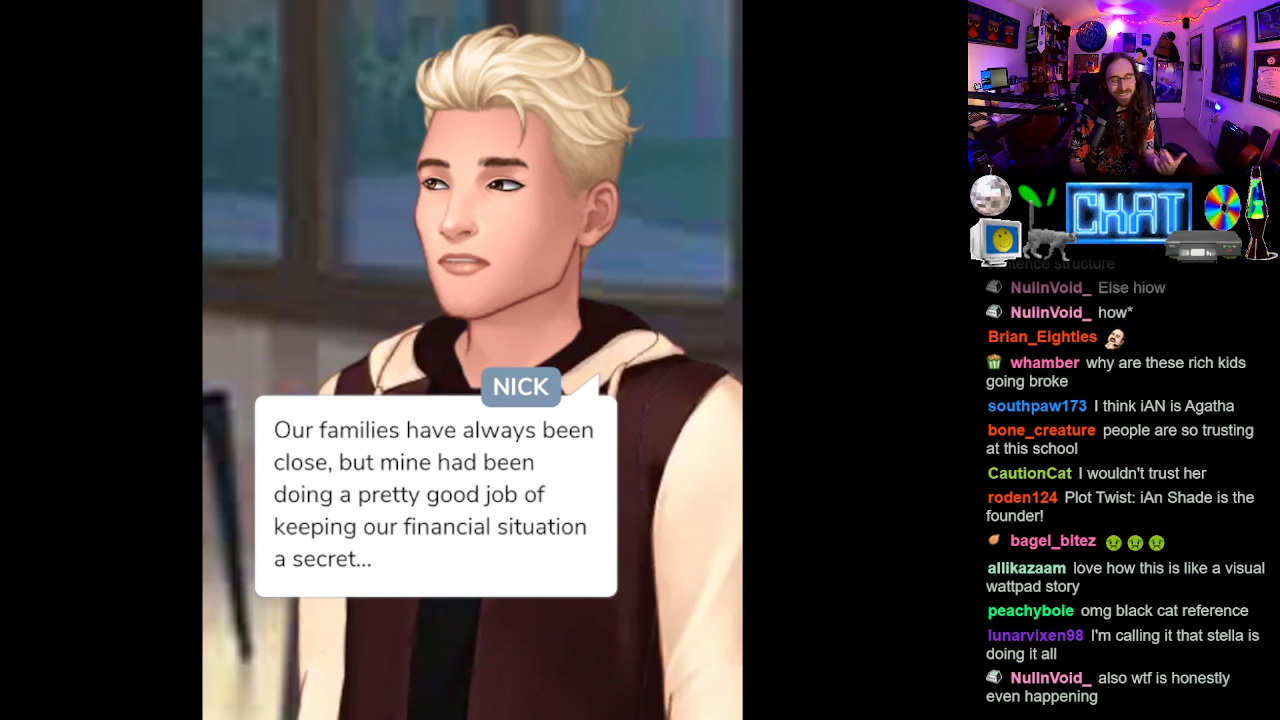 NICK
Our families have always been
close, but mine had been
doing a pretty good job of
keeping our financial situation
a secret...
CHAT
structure
NullnVoid_ Else hiow
NullnVoid_ how*
Brian_Eighties
whamber why are these rich kids
going broke
southpaw173 I think iAN is Agatha
bone_creature people are so trusting
at this school
CautionCat I wouldn't trust her
roden124 Plot Twist: iAn Shade is the
founder!
bagel_bitez
allikazaam love how this is like a visual
wattpad story
peachybole omg black cat reference
lunarvixen98 I'm calling it that stella is
doing it all
NullnVoid_ also wtf is honestly
even happening